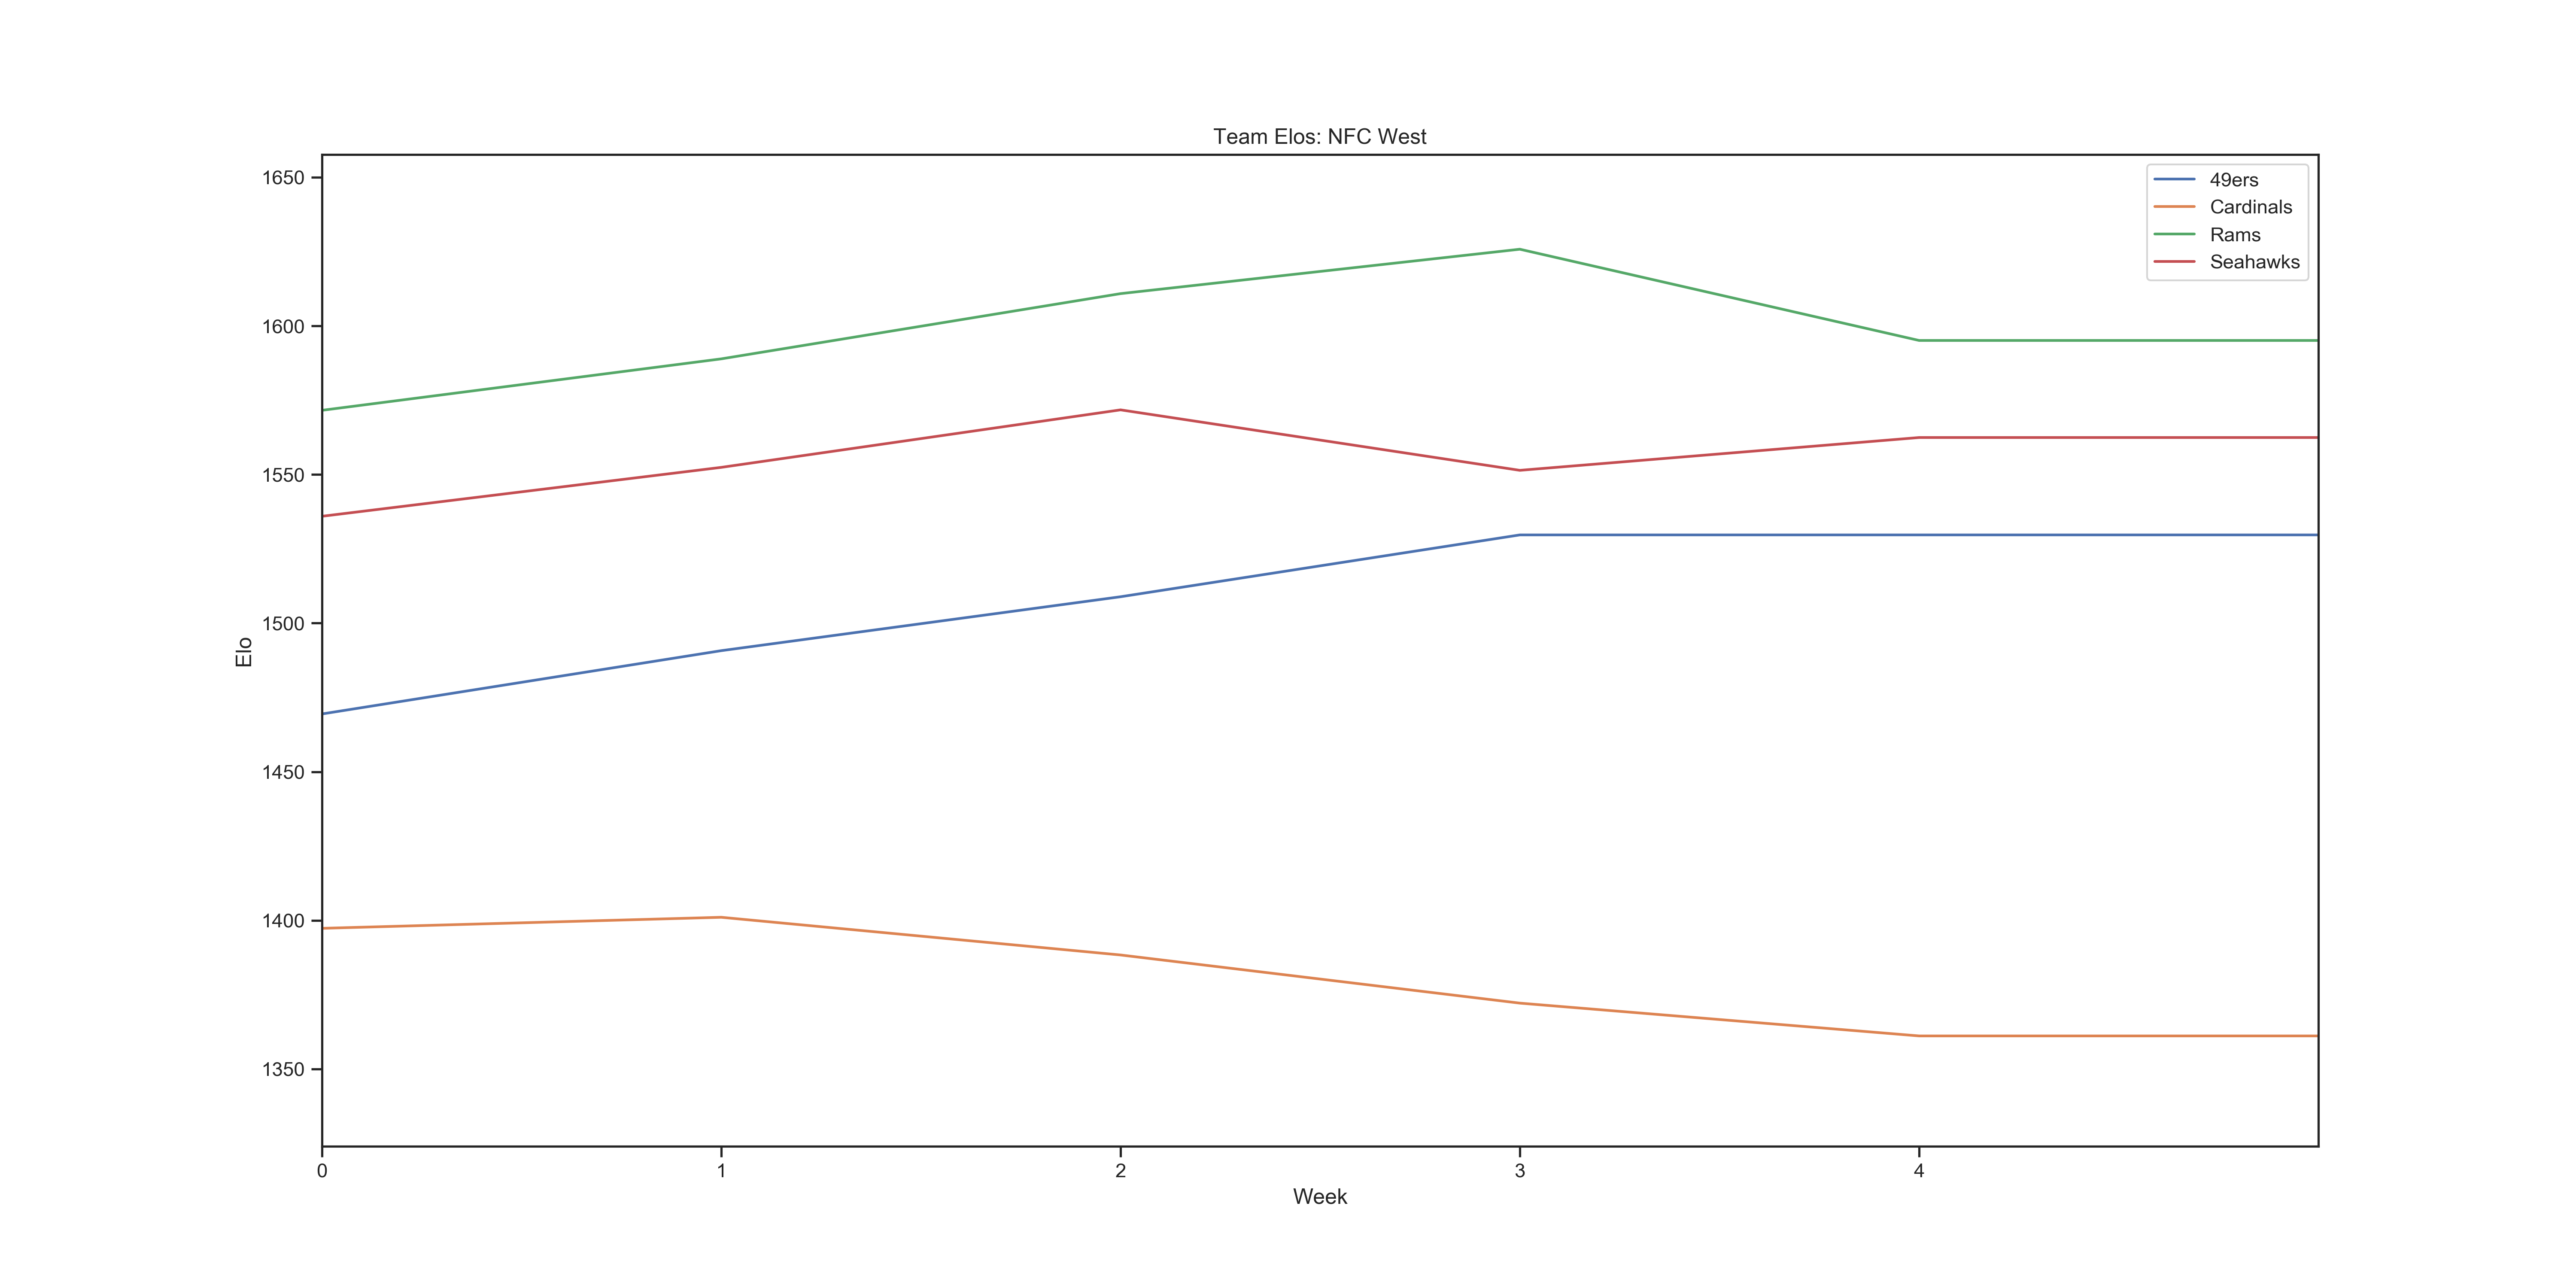 Team Elos: NFC West
1650
1600
1550
1500
1450
1400
1350
Elo
49ers
Cardinals
Rams
Seahawks
0 1 2 3 4
Week